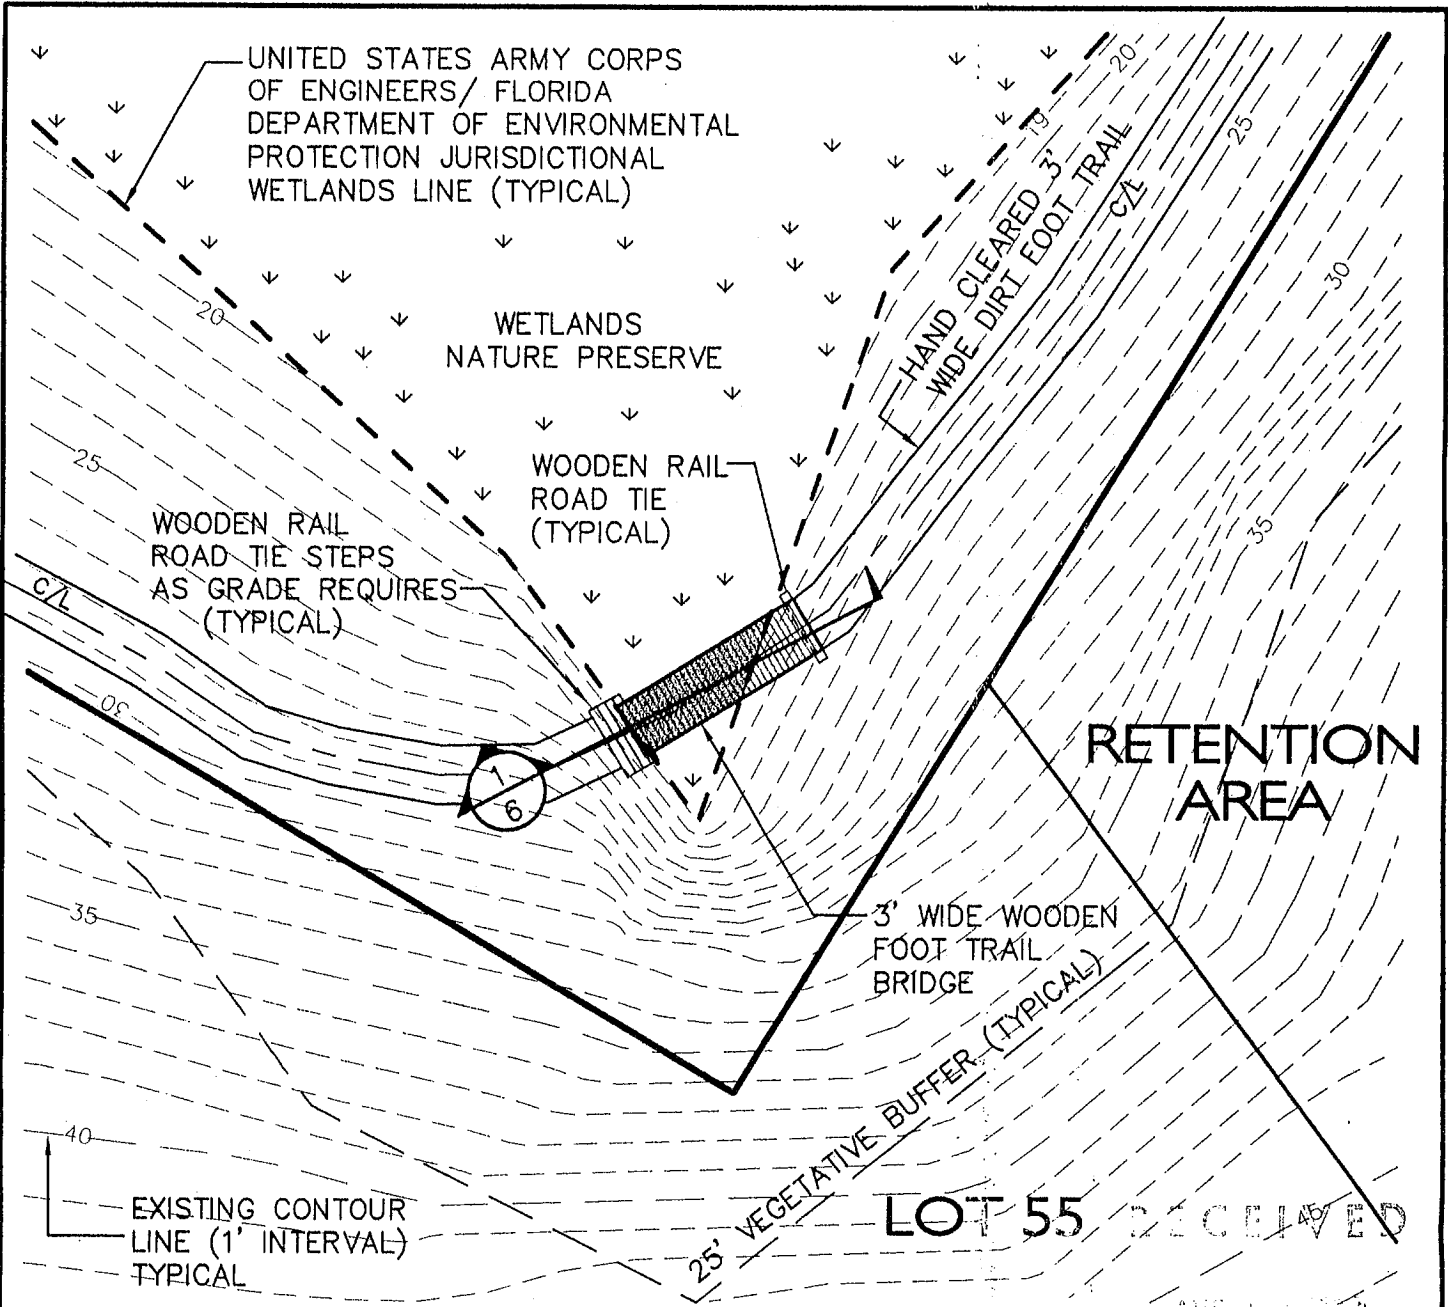 UNITED STATES ARMY CORPS
OF ENGINEERS/ FLORIDA
DEPARTMENT OF ENVIRONMENTAL
PROTECTION JURISDICTIONAL
WETLANDS LINE (TYPICAL)
20
19
25
HAND CLEARED 3'
WIDE DIRT FOOT TRAIL
C/L
30
20
WETLANDS
NATURE PRESERVE
25
WOODEN RAIL
ROAD TIE
(TYPICAL)
WOODEN RAIL
ROAD TIE STEPS
AS GRADE REQUIRES
(TYPICAL)
35
C/L
30
1
6
RETENTION
AREA
35
3' WIDE WOODEN
FOOT TRAIL
BRIDGE
25' VEGETATIVE BUFFER (TYPICAL)
40
EXISTING CONTOUR
LINE (1' INTERVAL)
TYPICAL
LOT 55
RECEIVED
45